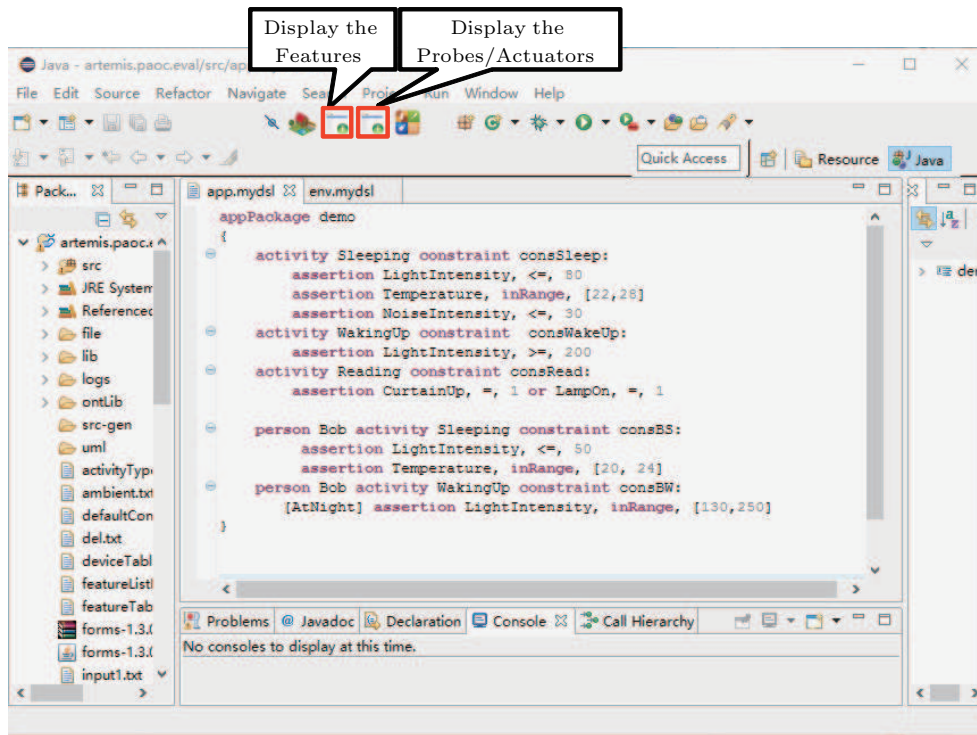 Display the
Features
Display the
Probes/Actuators
Java - artemis.paoc.eval/src/ap
File Edit Source Refactor Navigate Sea Proje Run Window Help
Quick Access
Resource
Java
Pack...
app.mydsl
env.mydsl
artemis.paoc.e
src
JRE System
Referenced
file
lib
logs
ontLib
src-gen
uml
activityType
ambient.txt
defaultCon
del.txt
deviceTabl
featureListl
featureTab
forms-1.3.(
forms-1.3.(
input1.txt
appPackage demo
{
activity Sleeping constraint consSleep:
assertion LightIntensity, <=, 80
assertion Temperature, inRange, [22,28]
assertion NoiseIntensity, <=, 30
activity WakingUp constraint consWakeUp:
assertion LightIntensity, >=, 200
activity Reading constraint consRead:
assertion CurtainUp, =, 1 or LampOn, =, 1
person Bob activity Sleeping constraint consBS:
assertion LightIntensity, <=, 50
assertion Temperature, inRange, [20, 24]
person Bob activity WakingUp constraint consBW:
[AtNight] assertion LightIntensity, inRange, [130,250]
}
a
z
der
Problems @ Javadoc Declaration Console Call Hierarchy
No consoles to display at this time.